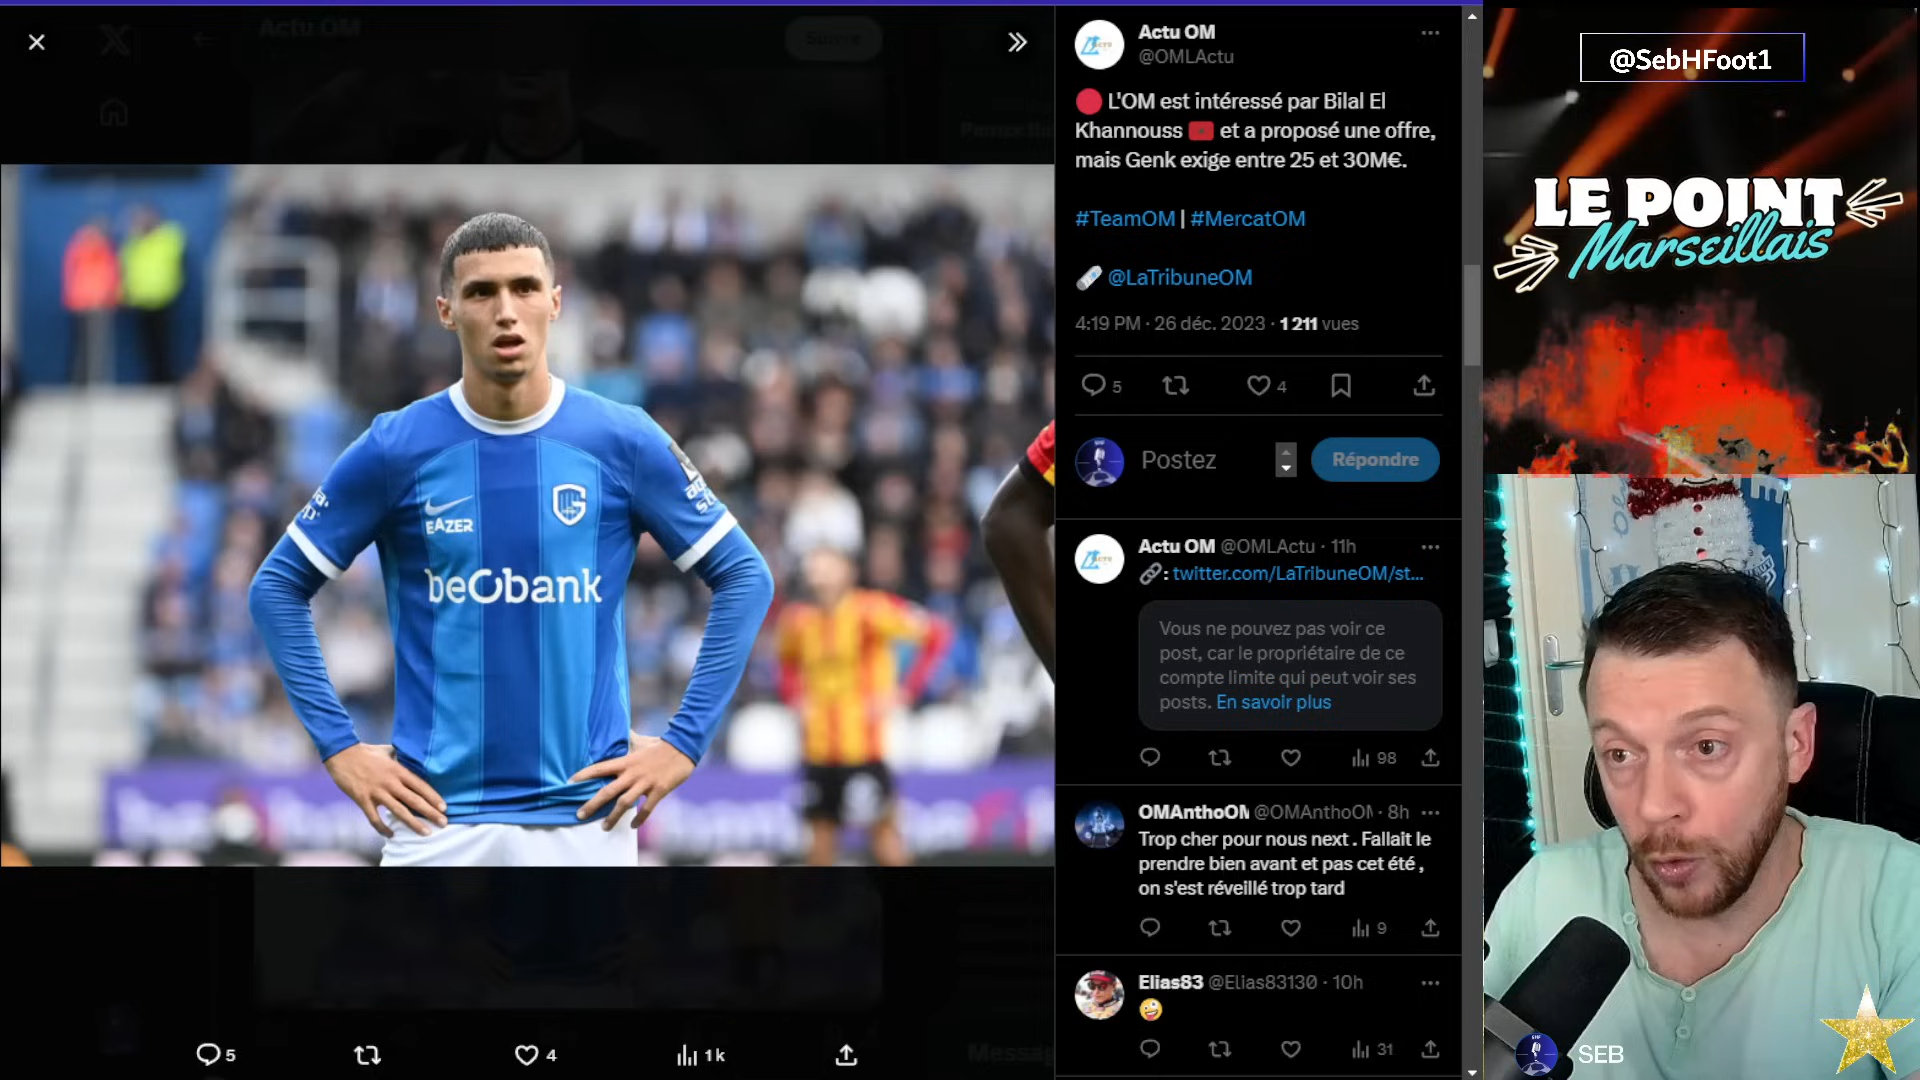 Actu OM
Suivre
Actu OM
@OMLActu
L'OM est intéressé par Bilal El
Khannouss et a proposé une offre,
mais Genk exige entre 25 et 30M€.
#TeamOM | #MercatOM
@LaTribuneOM
4:19 PM · 26 déc. 2023 · 1 211 vues
5
4
Postez
Répondre
Actu OM @OMLActu · 11h
: twitter.com/LaTribuneOM/st...
Vous ne pouvez pas voir ce
post, car le propriétaire de ce
compte limite qui peut voir ses
posts. En savoir plus
98
OMAnthoOM @OMAnthoOM · 8h
Trop cher pour nous next . Fallait le
prendre bien avant et pas cet été ,
on s'est réveillé trop tard
9
Elias83 @Elias83130 · 10h
31
5
4
1k
EAZER
beobank
@SebHFoot1
LE POINT
Marseillais
SEB